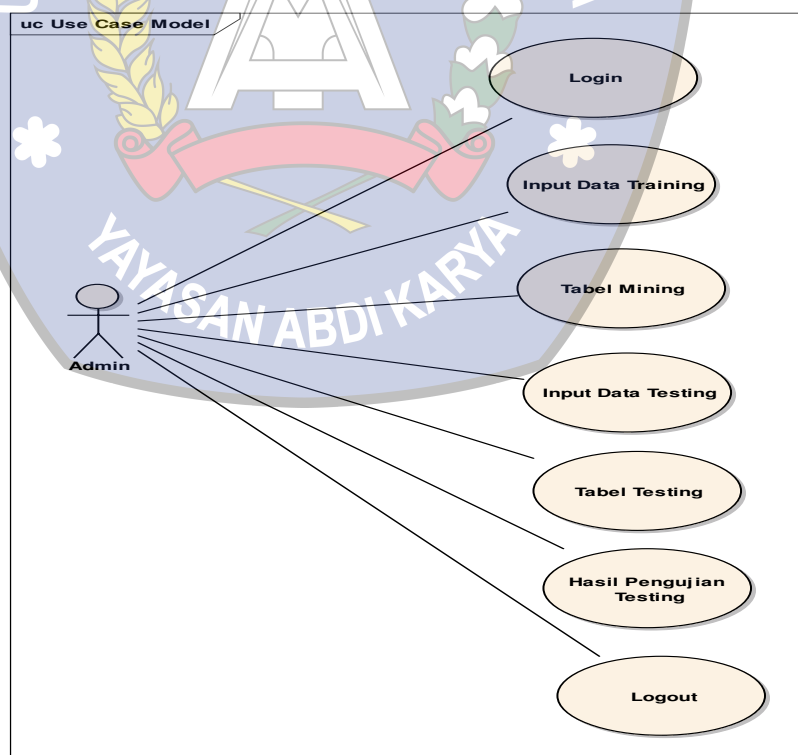 uc Use Case Model
Login
Input Data Training
Tabel Mining
Input Data Testing
Tabel Testing
Hasil Pengujian
Testing
Logout
Admin
YAYASAN ABDI KARYA